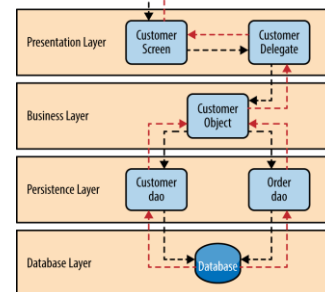 Presentation Layer
Customer
Screen
Customer
Delegate
Business Layer
Customer
Object
Persistence Layer
Customer
dao
Order
dao
Database Layer
Database